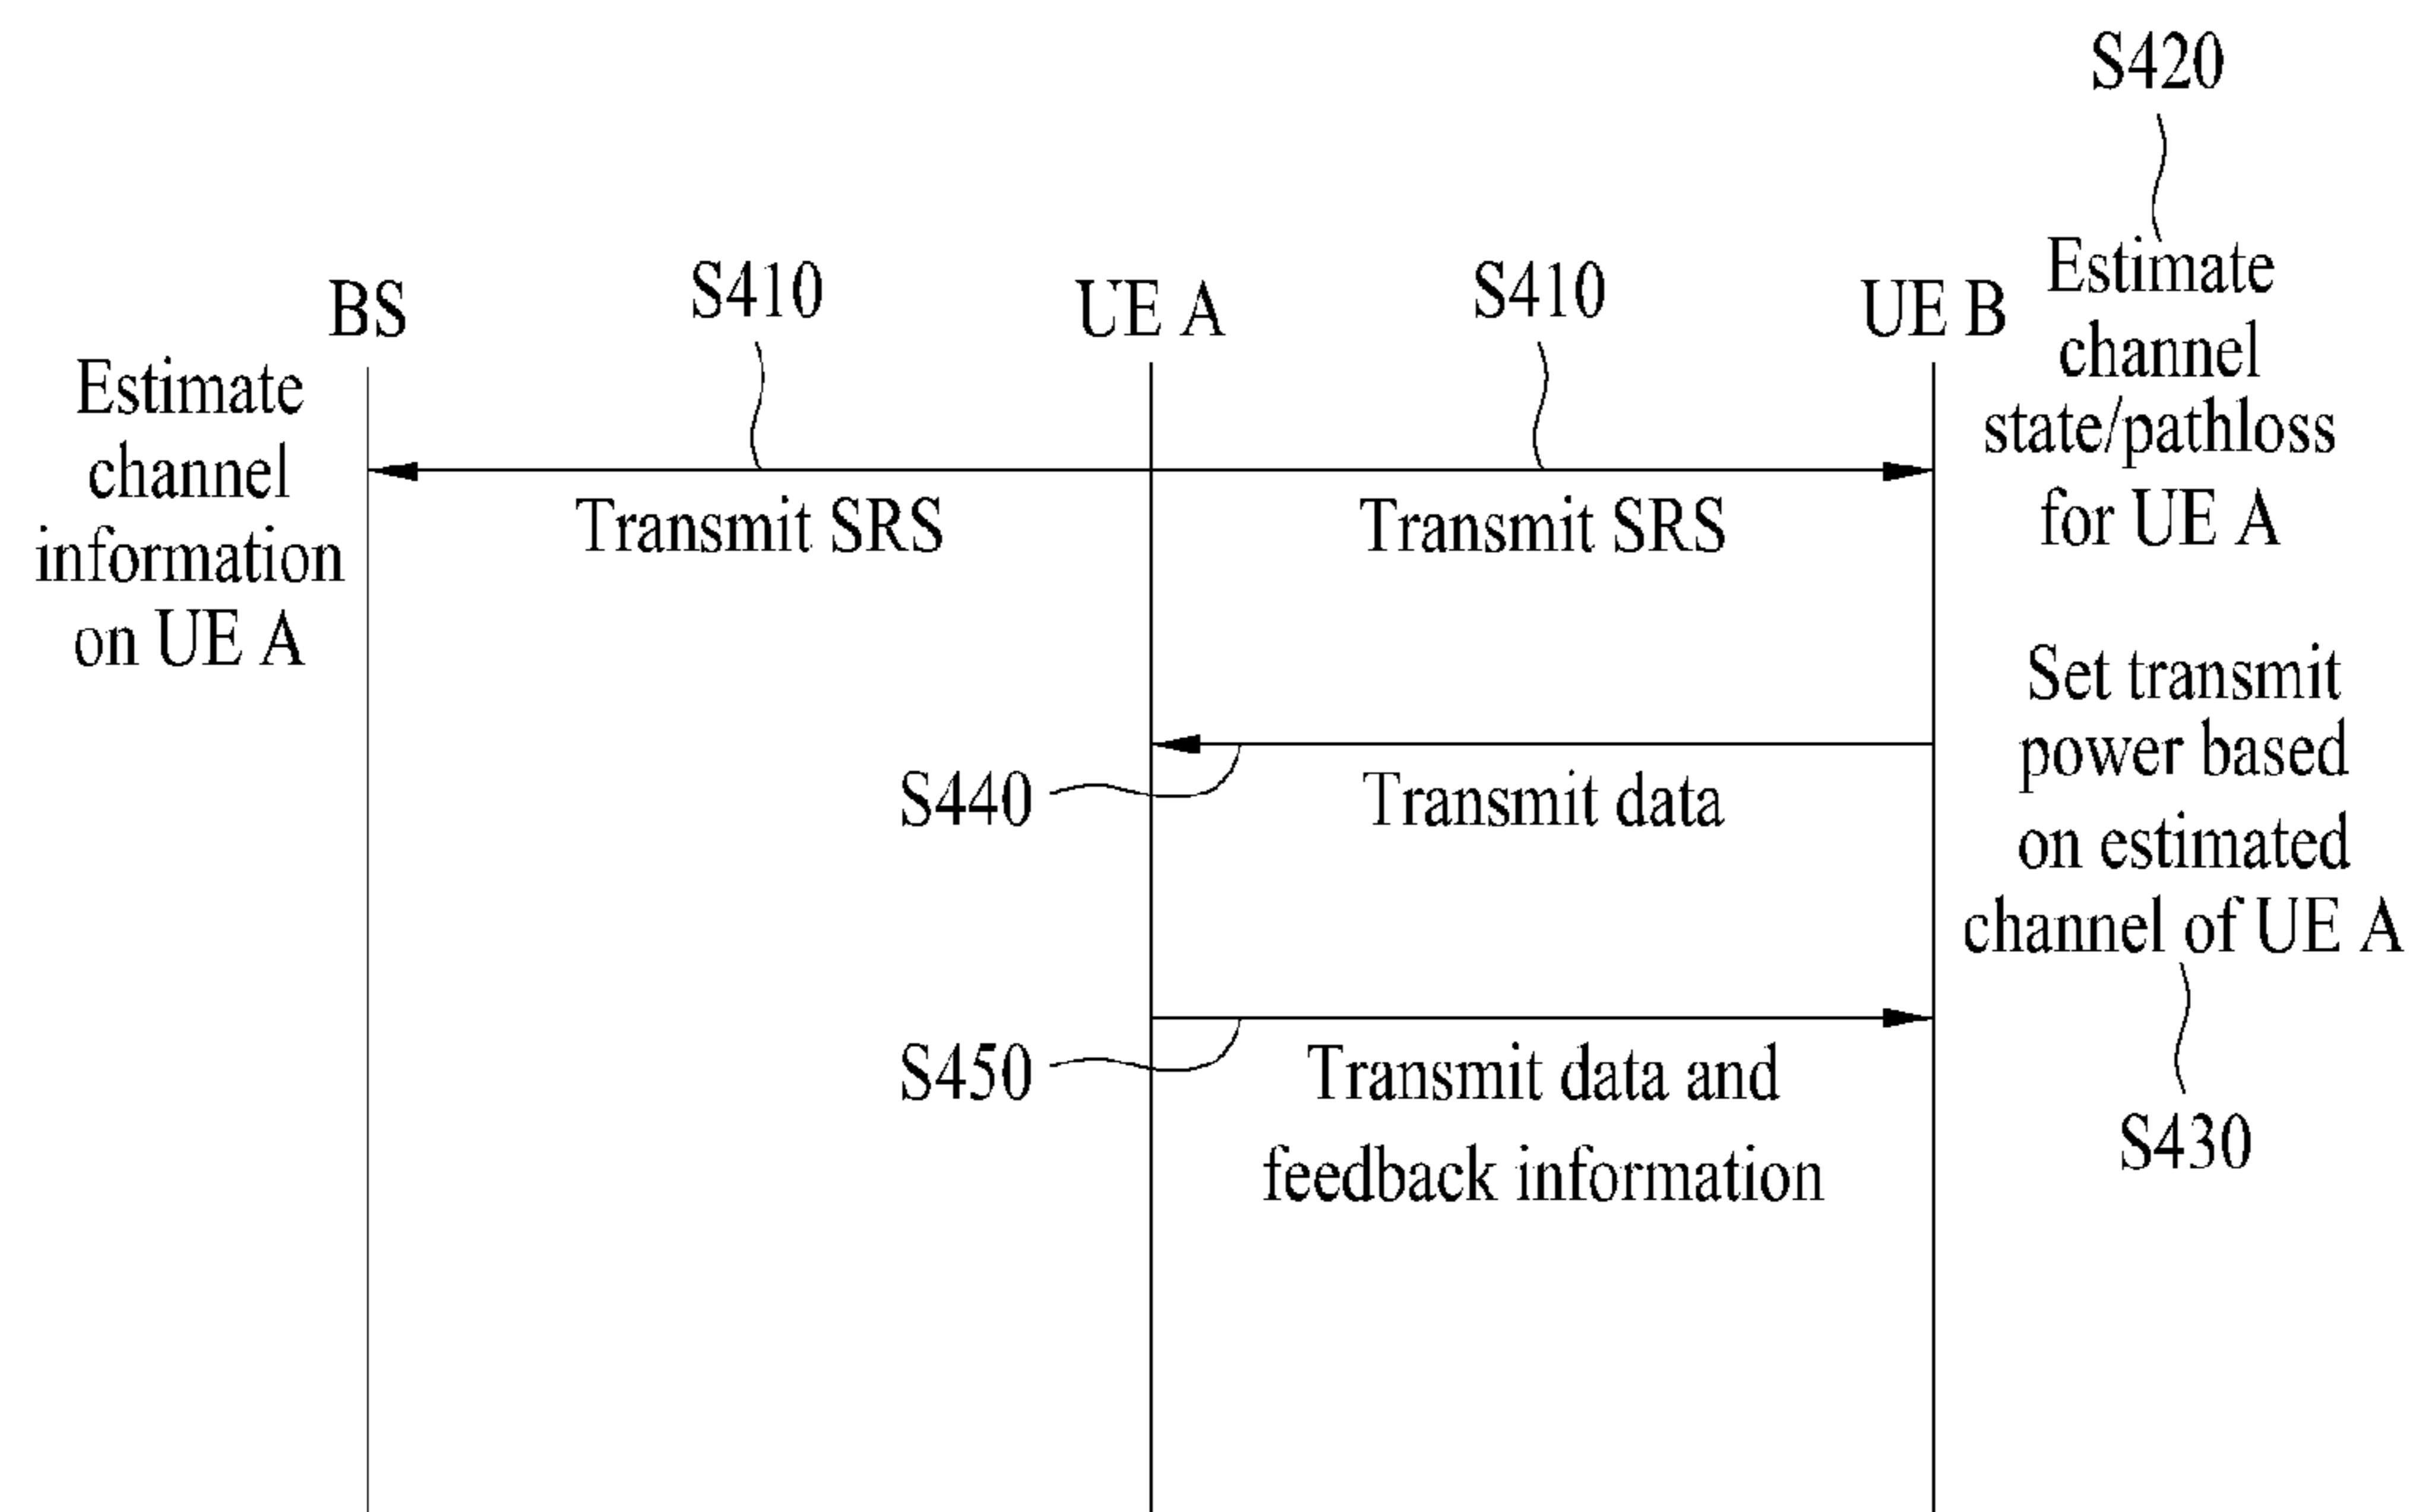 S420
Estimate
channel
state/pathloss
for UE A
BS
S410
UE A
S410
UE B
Estimate
channel
information
on UE A
Transmit SRS
Transmit SRS
Set transmit
power based
on estimated
channel of UE A
S430
S440
Transmit data
S450
Transmit data and
feedback information